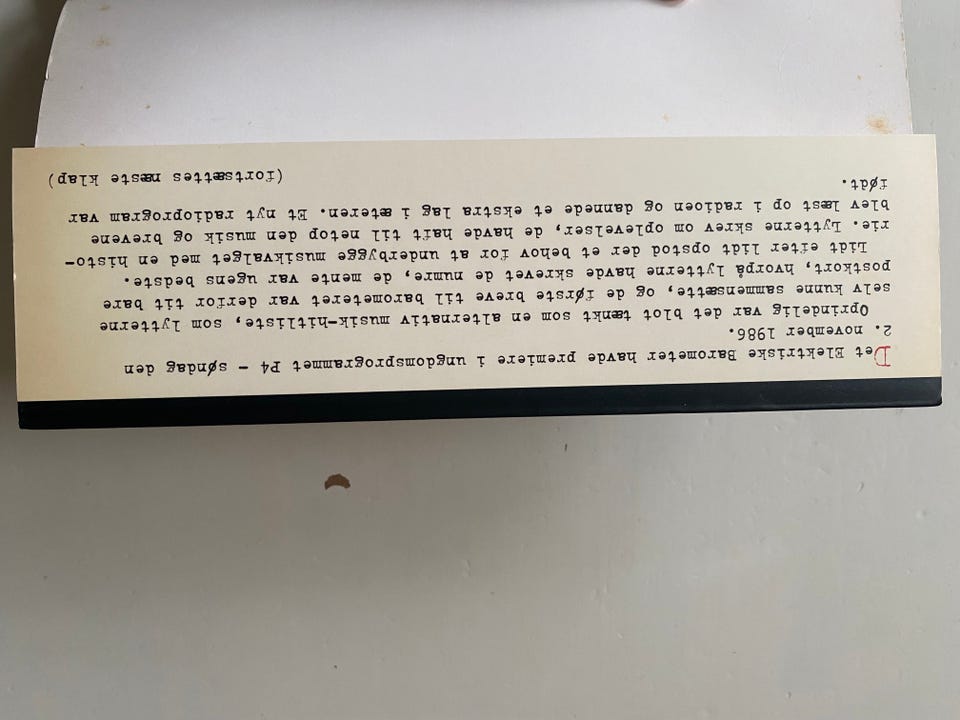 Det Elektriske Barometer havde premiere i ungdomsprogrammet P4 - søndag den
2. november 1986.
Oprindelig var det blot tænkt som en alternativ musik-hitliste, som lytterne
selv kunne sammensætte, og de første breve til barometeret var derfor tit bare
postkort, hvorpå lytterne havde skrevet de numre, de mente var ugens bedste.
Lidt efter lidt opstod der et behov for at underbygge musikvalget med en histo-
rie. Lytterne skrev om oplevelser, de havde haft til netop den musik og brevene
blev læst op i radioen og dannede et ekstra lag i æteren. Et nyt radioprogram var
født.
(fortsættes næste klap)